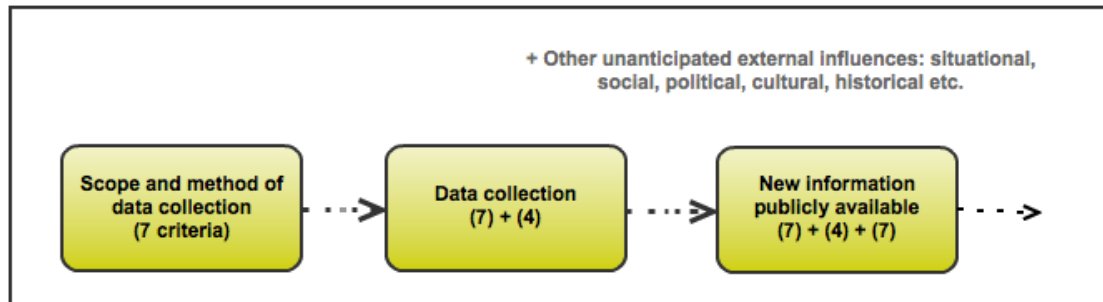 + Other unanticipated external influences: situational,
social, political, cultural, historical etc.
Scope and method of
data collection
(7 criteria)
Data collection
(7) + (4)
New information
publicly available
(7) + (4) + (7)